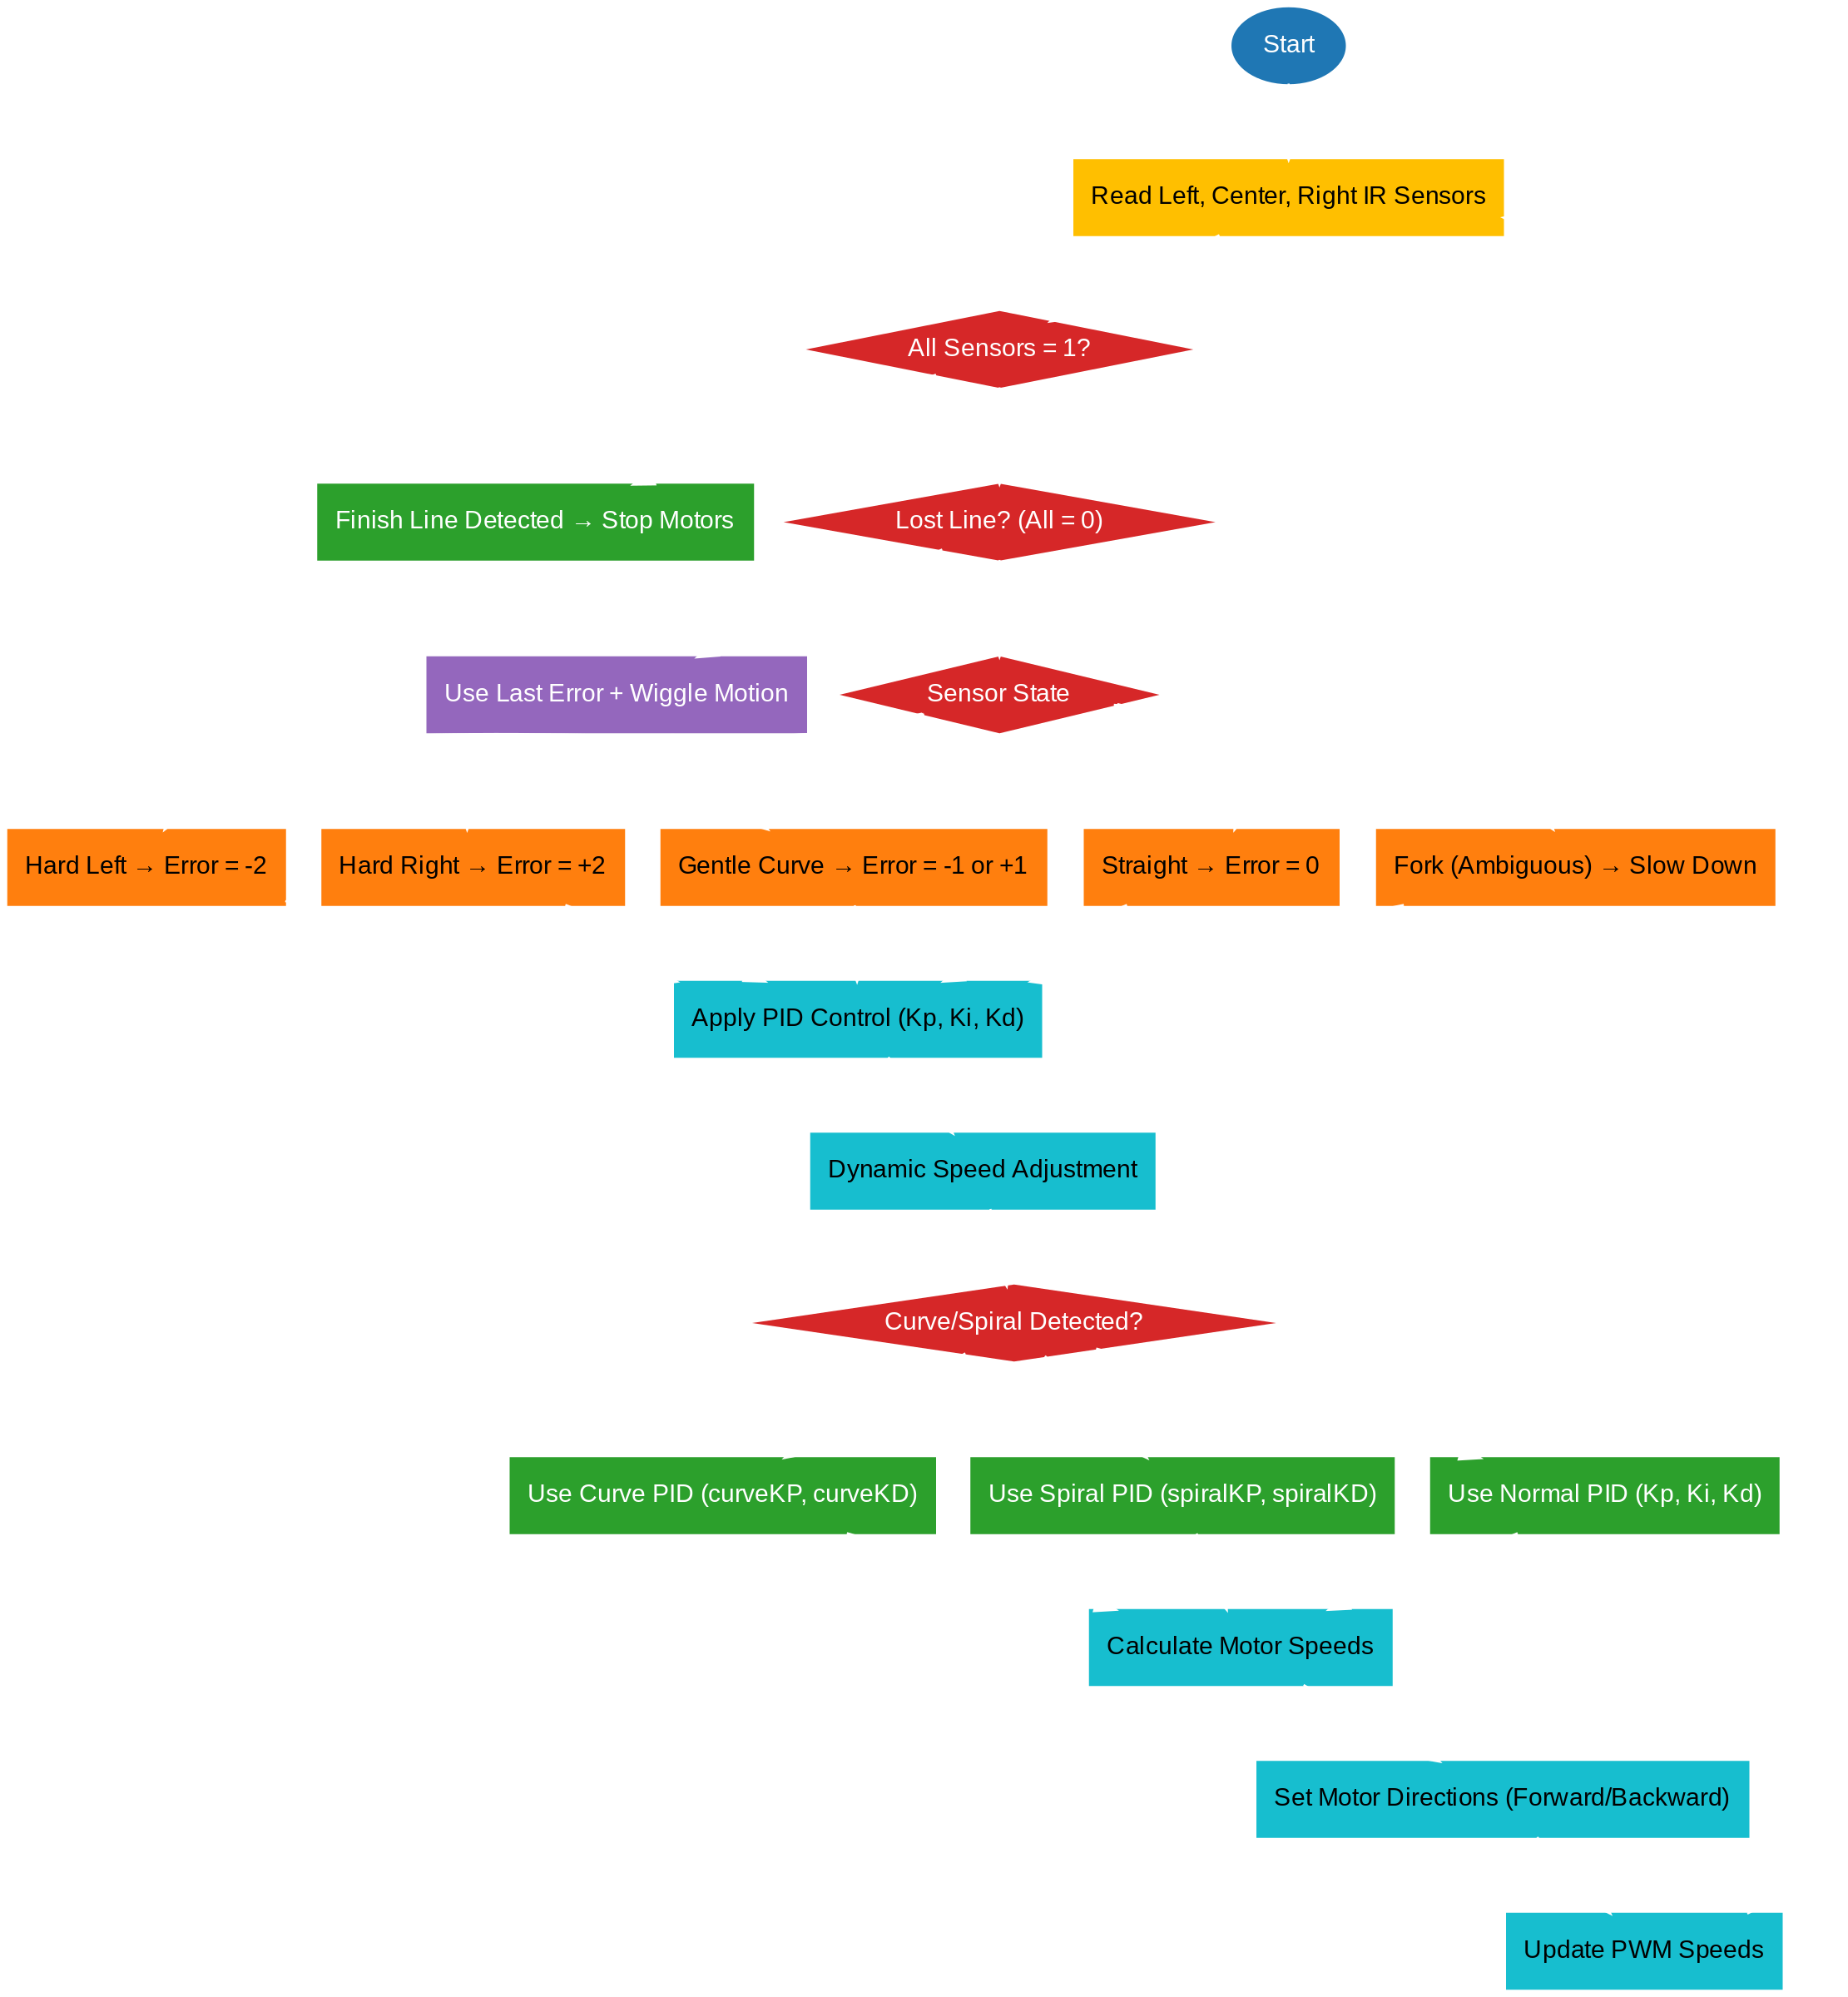 Start
Read Left, Center, Right IR Sensors
All Sensors = 1?
Finish Line Detected → Stop Motors
Lost Line? (All = 0)
Use Last Error + Wiggle Motion
Sensor State
Hard Left → Error = -2
Hard Right → Error = +2
Gentle Curve → Error = -1 or +1
Straight → Error = 0
Fork (Ambiguous) → Slow Down
Apply PID Control (Kp, Ki, Kd)
Dynamic Speed Adjustment
Curve/Spiral Detected?
Use Curve PID (curveKP, curveKD)
Use Spiral PID (spiralKP, spiralKD)
Use Normal PID (Kp, Ki, Kd)
Calculate Motor Speeds
Set Motor Directions (Forward/Backward)
Update PWM Speeds